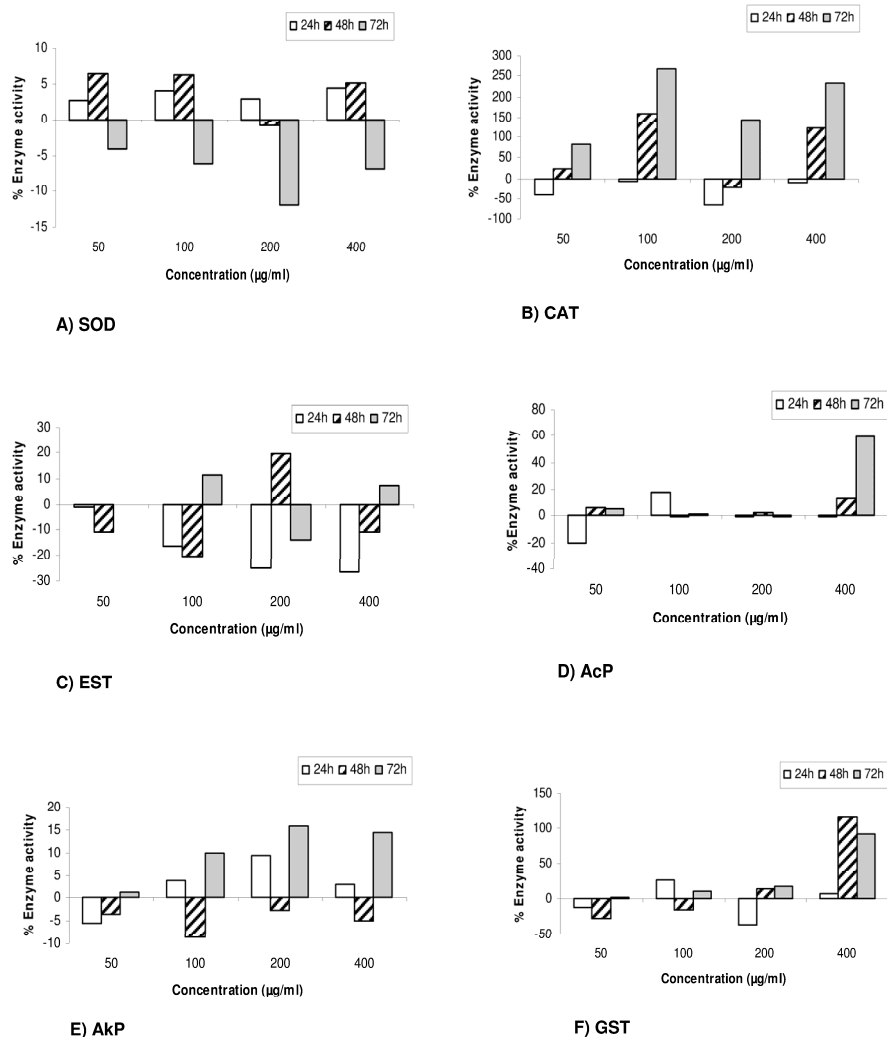 24h 48h 72h
% Enzyme activity
10
5
0
-5
-10
-15
50 100 200 400
Concentration (µg/ml)
A) SOD
24h 48h 72h
% Enzyme activity
300
250
200
150
100
50
0
-50
-100
50 100 200 400
Concentration (µg/ml)
B) CAT
24h 48h 72h
% Enzyme activity
30
20
10
0
-10
-20
-30
50 100 200 400
Concentration (µg/ml)
C) EST
24h 48h 72h
%Enzyme activity
80
60
40
20
0
-20
-40
50 100 200 400
Concentration (µg/ml)
D) AcP
24h 48h 72h
% Enzyme activity
20
15
10
5
0
-5
-10
50 100 200 400
Concentration (µg/ml)
E) AkP
24h 48h 72h
% Enzyme activity
150
100
50
0
-50
50 100 200 400
Concentration (µg/ml)
F) GST